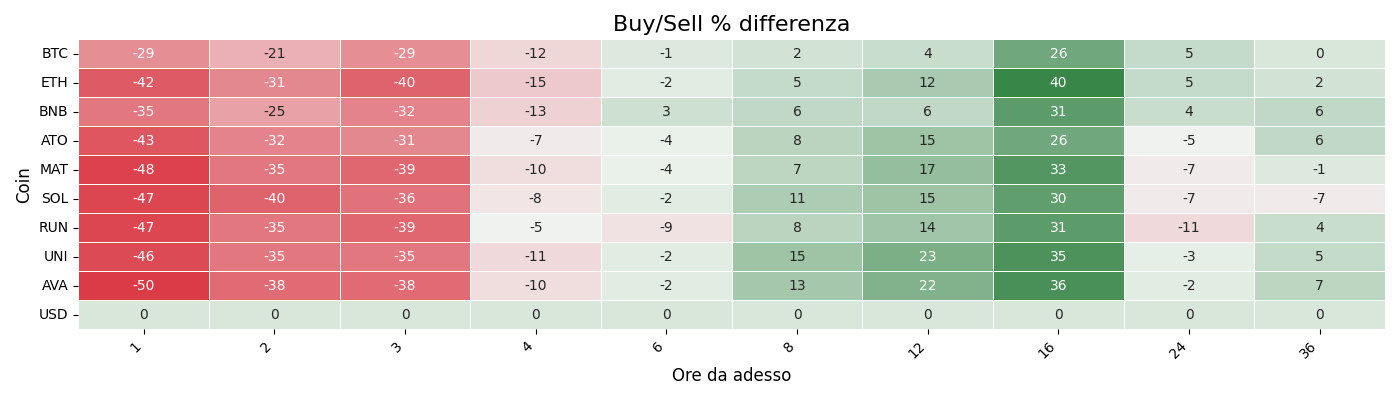 Buy/Sell % differenza
Coin
BTC -29 -21 -29 -12 -1 2 4 26 5 0
ETH -42 -31 -40 -15 -2 5 12 40 5 2
BNB -35 -25 -32 -13 3 6 6 31 4 6
ATO -43 -32 -31 -7 -4 8 15 26 -5 6
MAT -48 -35 -39 -10 -4 7 17 33 -7 -1
SOL -47 -40 -36 -8 -2 11 15 30 -7 -7
RUN -47 -35 -39 -5 -9 8 14 31 -11 4
UNI -46 -35 -35 -11 -2 15 23 35 -3 5
AVA -50 -38 -38 -10 -2 13 22 36 -2 7
USD 0 0 0 0 0 0 0 0 0 0
1 2 3 4 6 8 12 16 24 36
Ore da adesso